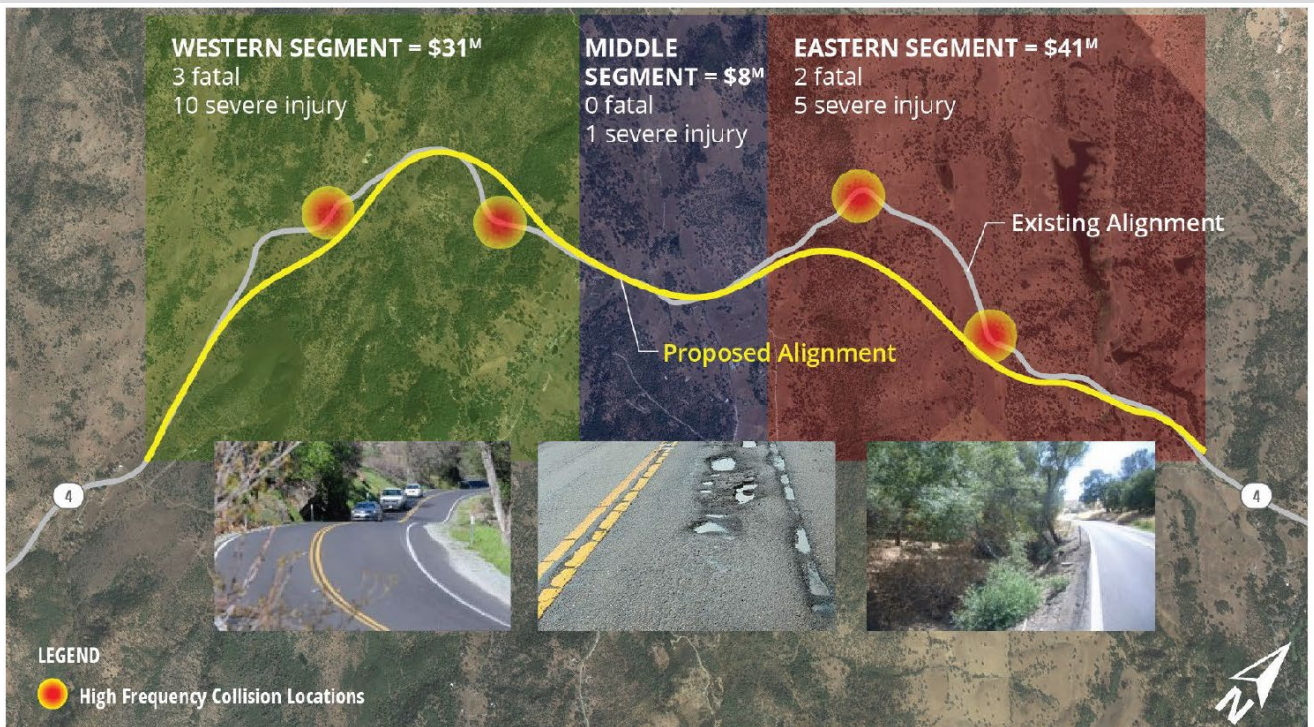 WESTERN SEGMENT = $31ᴹ
3 fatal
10 severe injury
MIDDLE
SEGMENT = $8ᴹ
0 fatal
1 severe injury
EASTERN SEGMENT = $41ᴹ
2 fatal
5 severe injury
Existing Alignment
Proposed Alignment
4
4
LEGEND
High Frequency Collision Locations
N